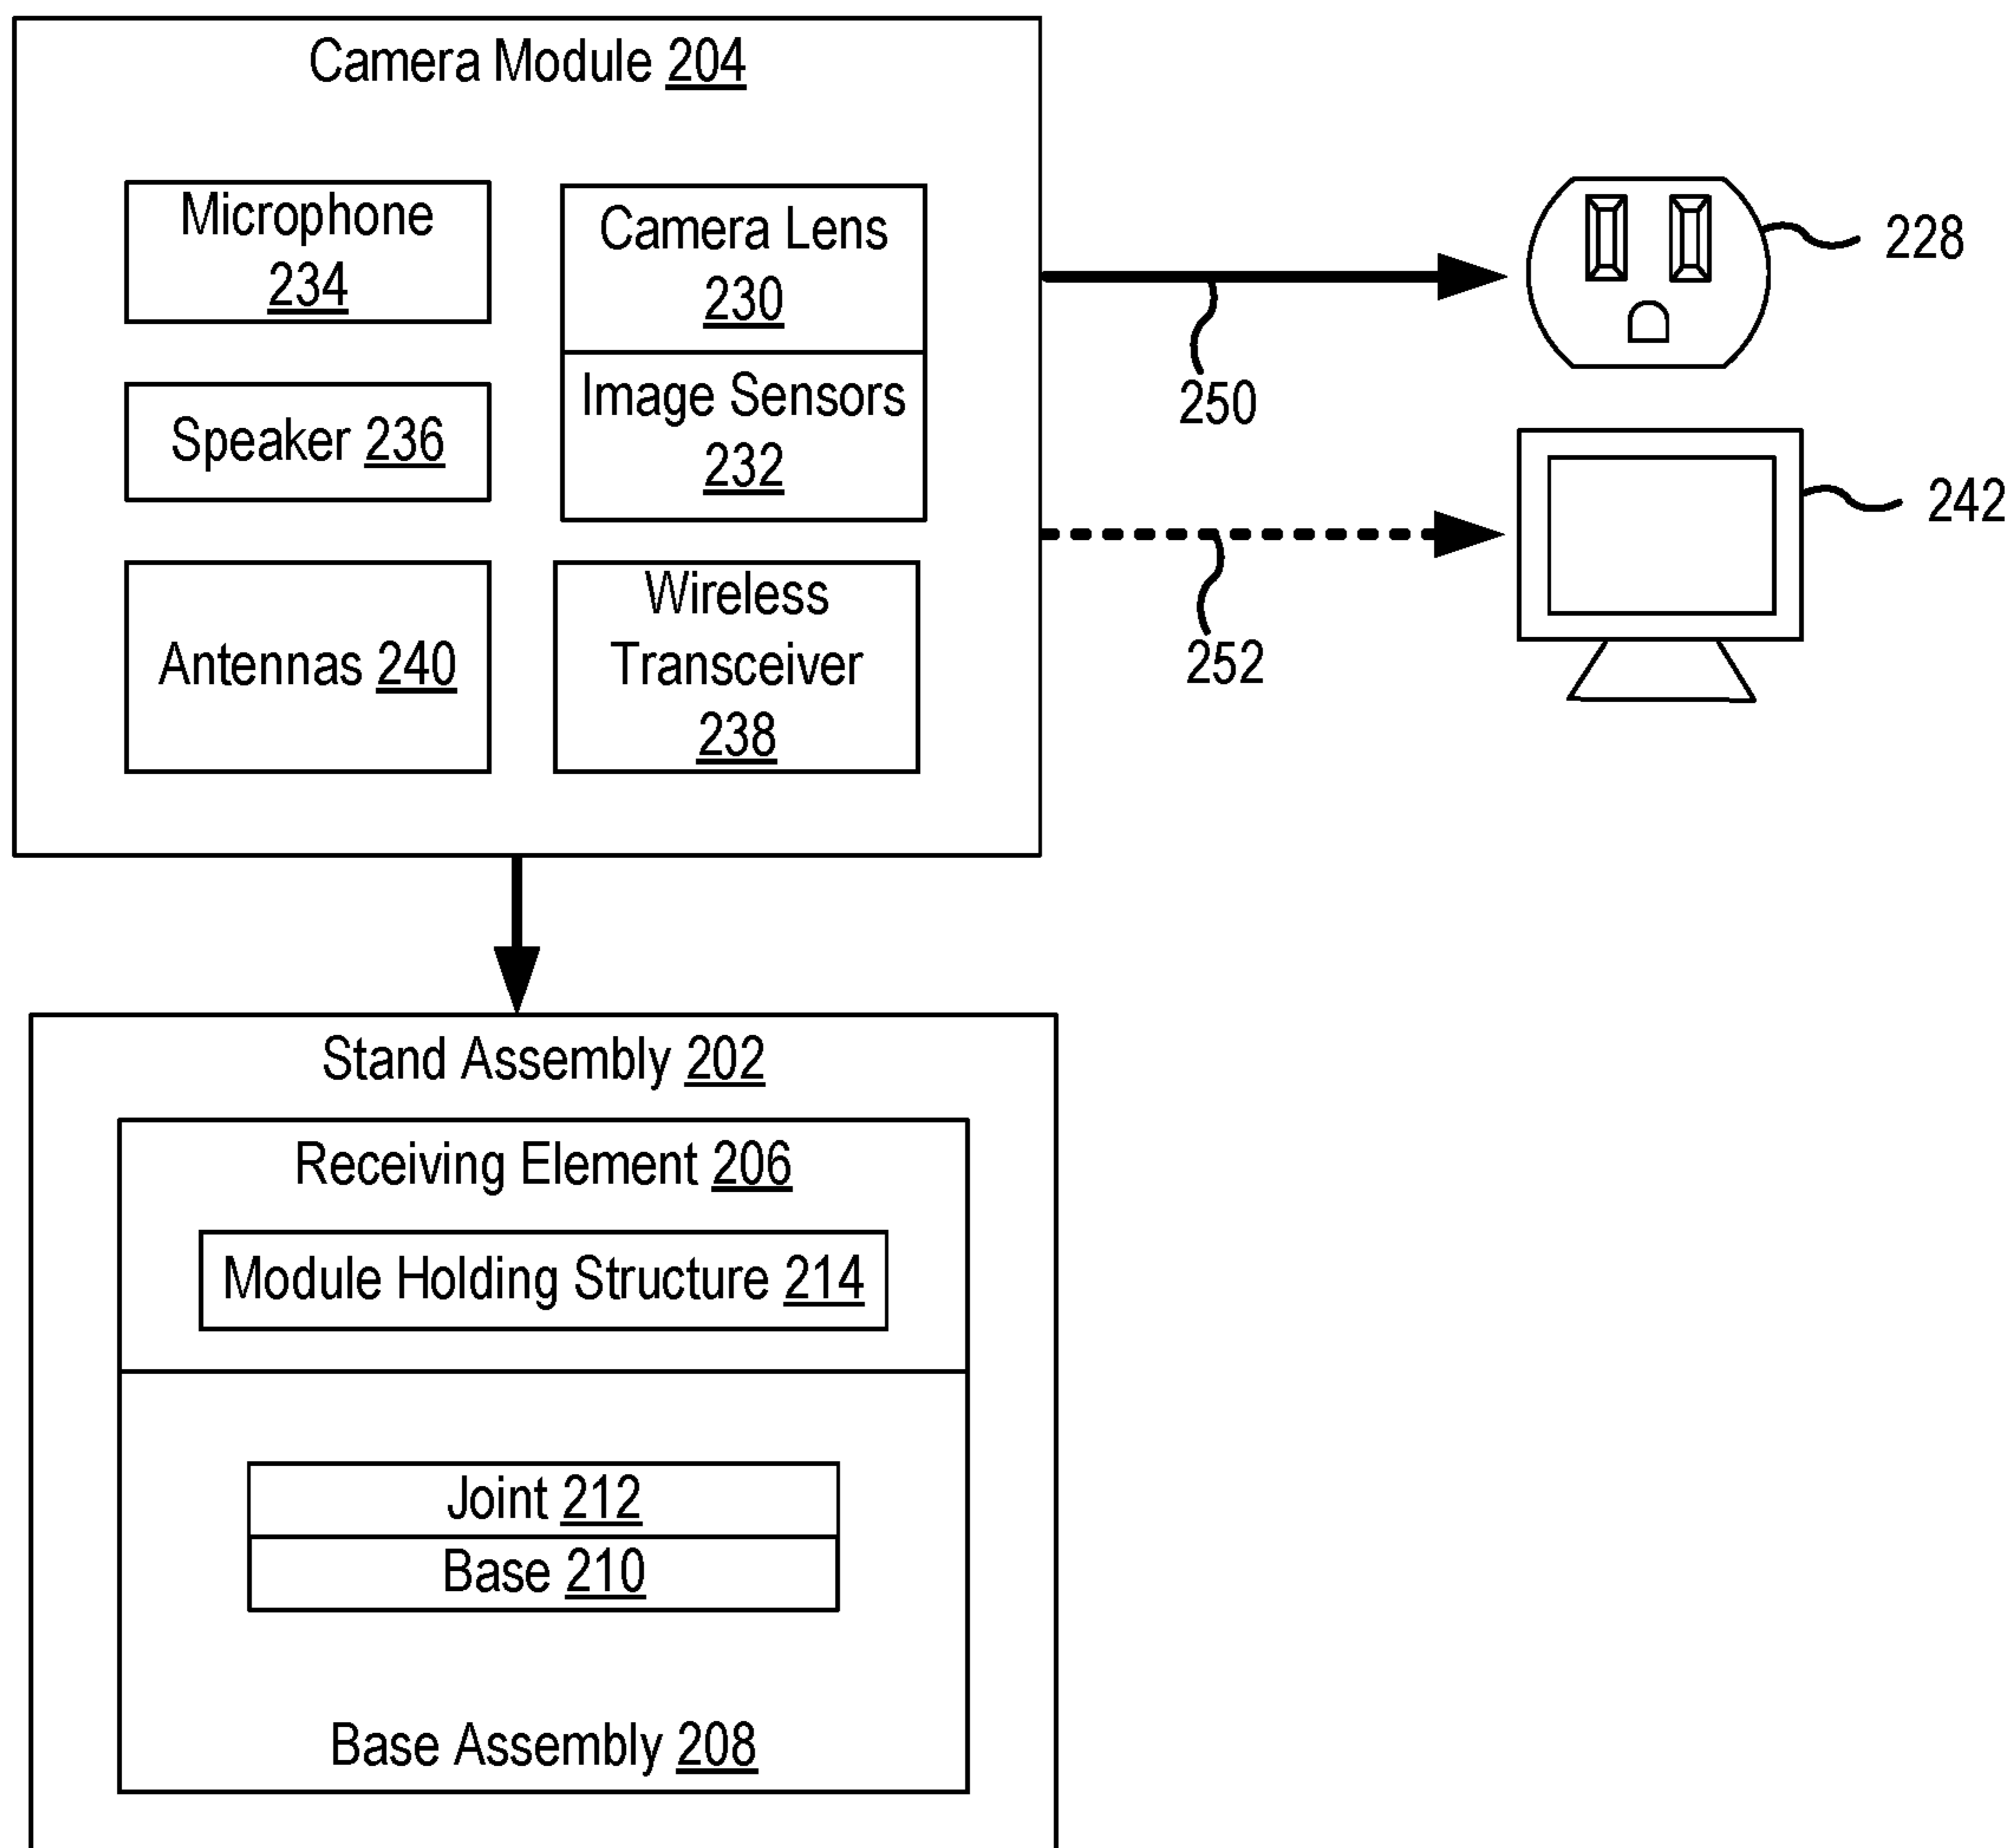 Camera Module 204
Microphone
234
Camera Lens
230
Image Sensors
232
Speaker 236
Antennas 240
Wireless
Transceiver
238
228
250
242
252
Stand Assembly 202
Receiving Element 206
Module Holding Structure 214
Joint 212
Base 210
Base Assembly 208